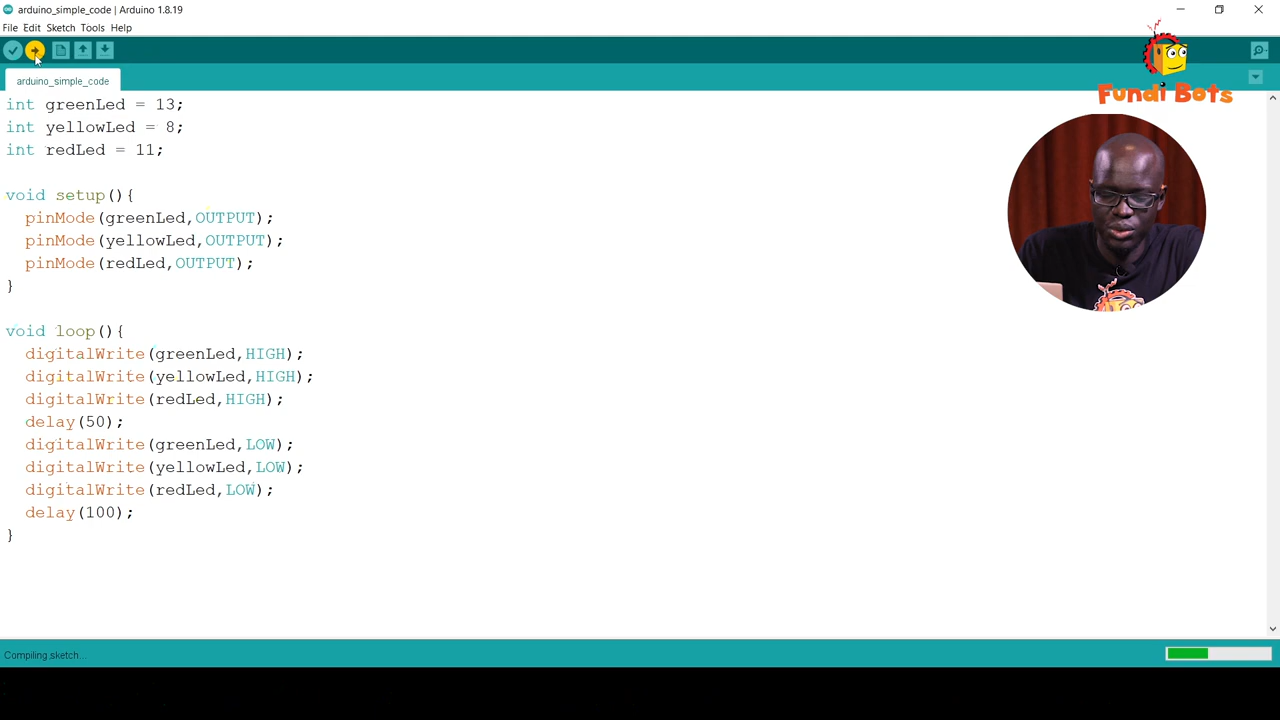 arduino_simple_code | Arduino 1.8.19
File Edit Sketch Tools Help
Fundi Bots
arduino_simple_code
int greenLed = 13;
int yellowLed = 8;
int redLed = 11;
void setup(){
pinMode(greenLed,OUTPUT);
pinMode(yellowLed,OUTPUT);
pinMode(redLed,OUTPUT);
}
void loop(){
digitalWrite(greenLed,HIGH);
digitalWrite(yellowLed,HIGH);
digitalWrite(redLed,HIGH);
delay(50);
digitalWrite(greenLed,LOW);
digitalWrite(yellowLed,LOW);
digitalWrite(redLed,LOW);
delay(100);
}
Compiling sketch...